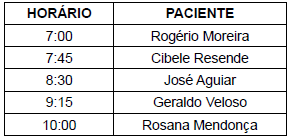 HORÁRIO PACIENTE
7:00 Rogério Moreira
7:45 Cibele Resende
8:30 José Aguiar
9:15 Geraldo Veloso
10:00 Rosana Mendonça